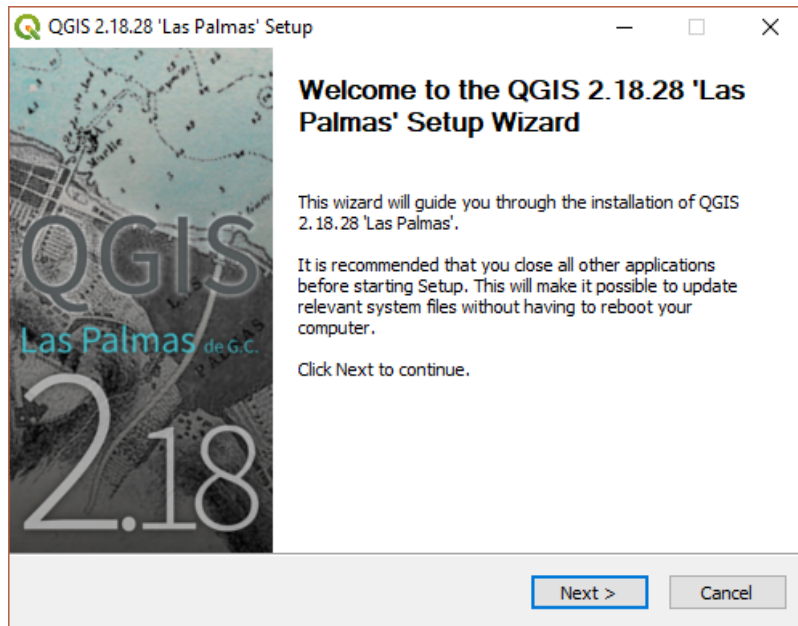 QGIS 2.18.28 'Las Palmas' Setup
Welcome to the QGIS 2.18.28 'Las
Palmas' Setup Wizard
This wizard will guide you through the installation of QGIS
2.18.28 'Las Palmas'.
It is recommended that you close all other applications
before starting Setup. This will make it possible to update
relevant system files without having to reboot your
computer.
Click Next to continue.
QGIS
Las Palmas de G.C.
2.18
Next >
Cancel